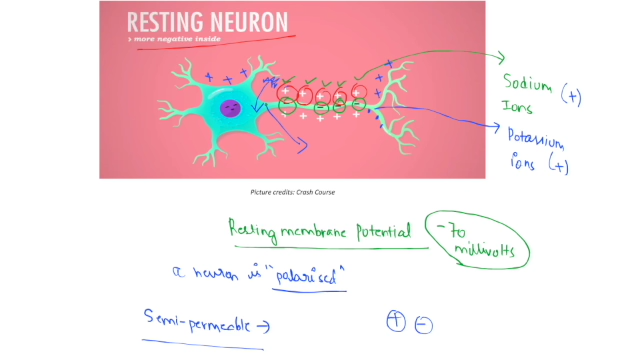 RESTING NEURON
> more negative inside
Sodium (+)
Ions
Potassium
ions (+)
Picture credits: Crash Course
Resting membrane Potential
-70
millivolts
a neuron is "polarised"
Semi-permeable →
+ -